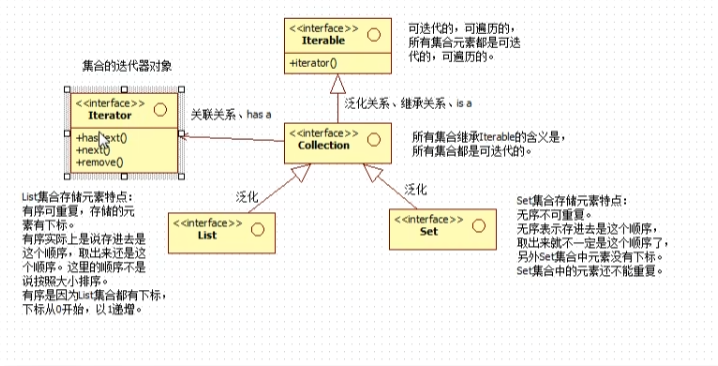 <<interface>>
Iterable
+iterator()
可迭代的，可遍历的，
所有集合元素都是可迭
代的，可遍历的。
集合的迭代器对象
<<interface>>
Iterator
+hasNext()
+next()
+remove()
关联关系、has a
泛化关系、继承关系、is a
<<interface>>
Collection
所有集合继承Iterable的含义是，
所有集合都是可迭代的。
泛化
泛化
List集合存储元素特点：
有序可重复，存储的元
素有下标。
有序实际上是说存进去是
这个顺序，取出来还是这
个顺序。这里的顺序不是
说按照大小排序。
有序是因为List集合都有下标，
下标从0开始，以1递增。
<<interface>>
List
<<interface>>
Set
Set集合存储元素特点：
无序不可重复。
无序表示存进去是这个顺序，
取出来就不一定是这个顺序了，
另外Set集合中元素没有下标。
Set集合中的元素还不能重复。